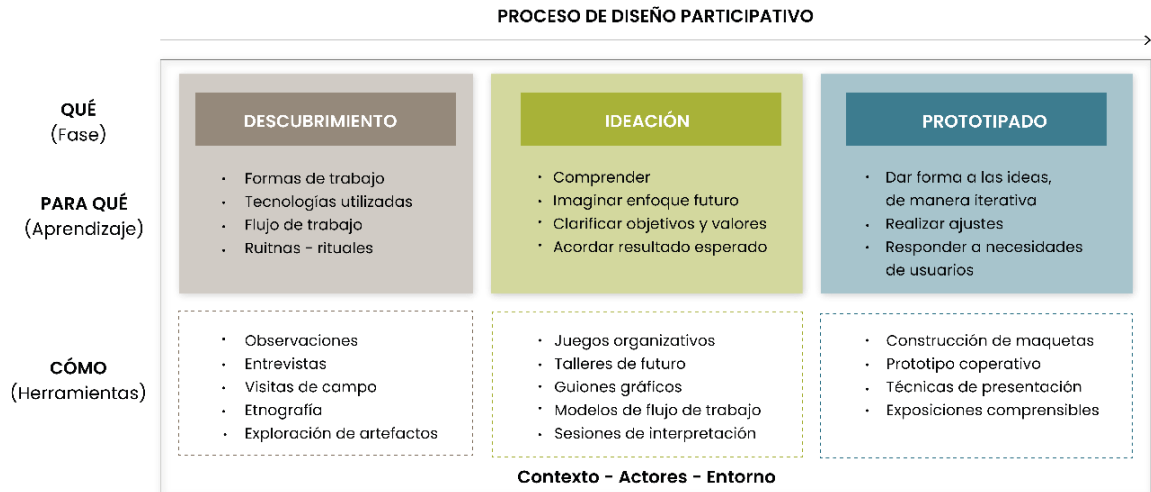 PROCESO DE DISEÑO PARTICIPATIVO
QUÉ
(Fase)
DESCUBRIMIENTO
IDEACIÓN
PROTOTIPADO
PARA QUÉ
(Aprendizaje)
· Formas de trabajo
· Tecnologías utilizadas
· Flujo de trabajo
· Ruitnas - rituales
· Comprender
· Imaginar enfoque futuro
· Clarificar objetivos y valores
· Acordar resultado esperado
· Dar forma a las ideas,
de manera iterativa
· Realizar ajustes
· Responder a necesidades
de usuarios
CÓMO
(Herramientas)
· Observaciones
· Entrevistas
· Visitas de campo
· Etnografía
· Exploración de artefactos
· Juegos organizativos
· Talleres de futuro
· Guiones gráficos
· Modelos de flujo de trabajo
· Sesiones de interpretación
· Construcción de maquetas
· Prototipo coperativo
· Técnicas de presentación
· Exposiciones comprensibles
Contexto - Actores - Entorno